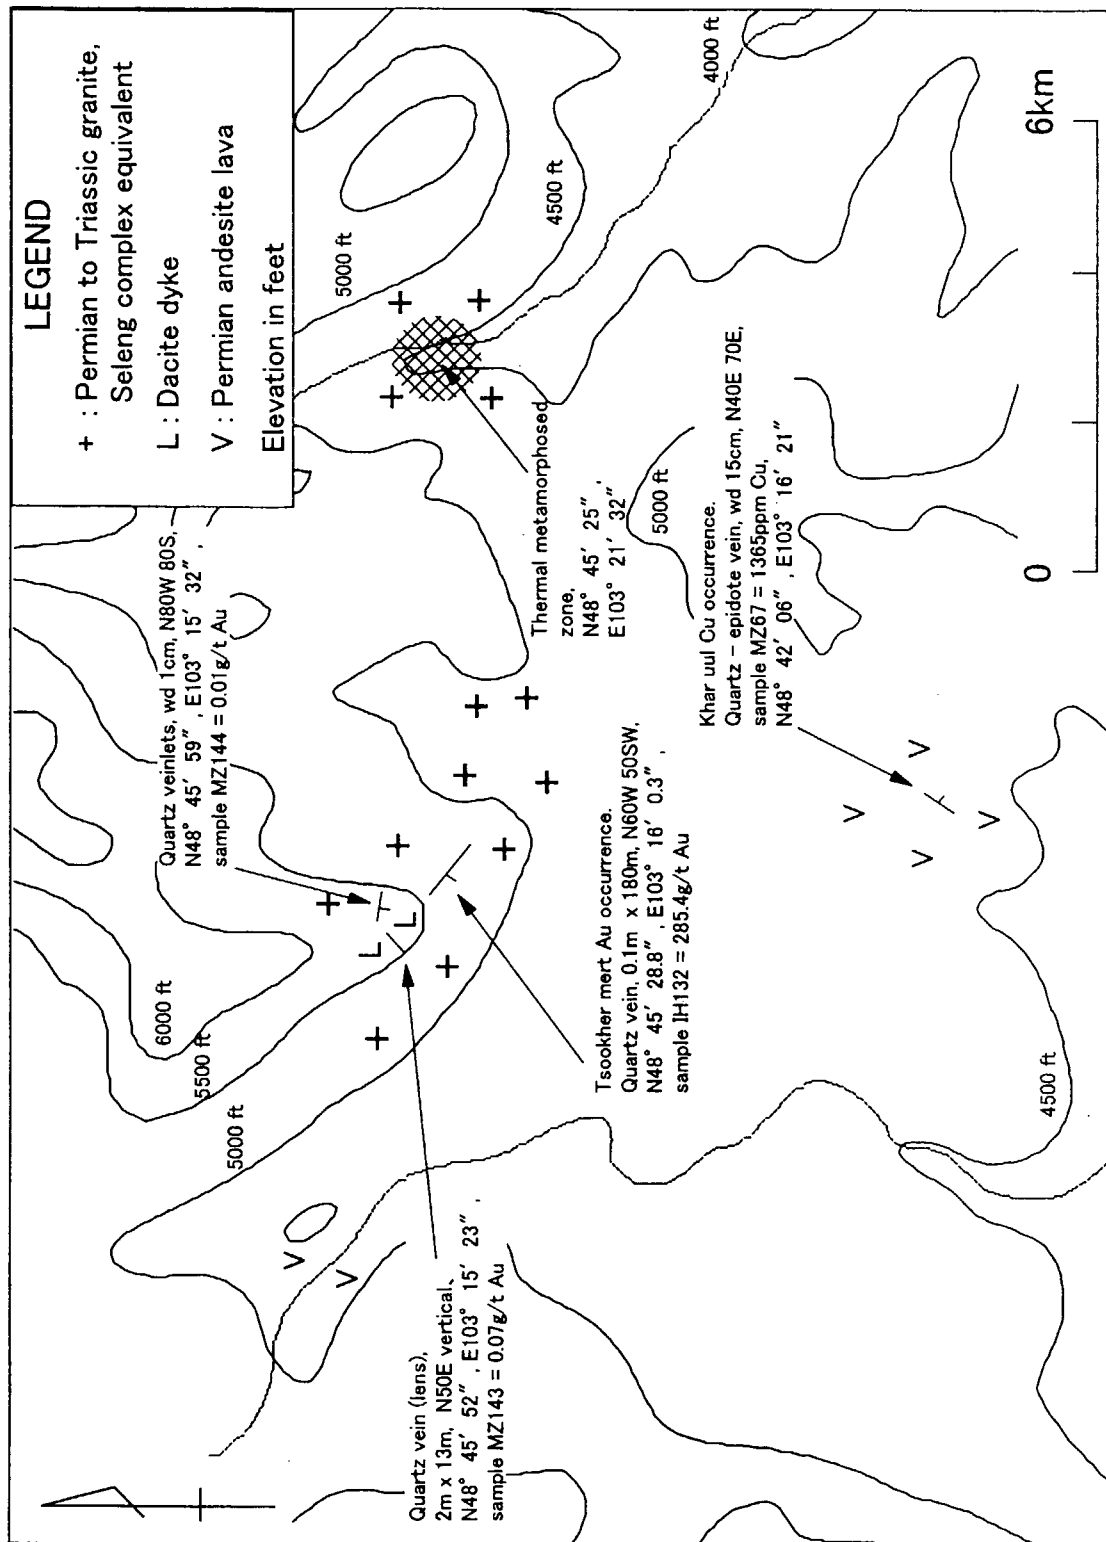 LEGEND
+ : Permian to Triassic granite,
Seleng complex equivalent
L : Dacite dyke
V : Permian andesite lava
Elevation in feet
Quartz veinlets, wd 1cm, N80W 80S,
N48° 45′ 59″ , E103° 15′ 32″ ,
sample MZ144 = 0.01g/t Au
6000 ft
5500 ft
5000 ft
5000 ft
4500 ft
4000 ft
Thermal metamorphosed
zone,
N48° 45′ 25″ ,
E103° 21′ 32″
Quartz vein (lens),
2m x 13m, N50E vertical,
N48° 45′ 52″ , E103° 15′ 23″ ,
sample MZ143 = 0.07g/t Au
Tsookher mert Au occurrence.
Quartz vein, 0.1m x 180m, N60W 50SW,
N48° 45′ 28.8″ , E103° 16′ 0.3″ ,
sample IH132 = 285.4g/t Au
5000 ft
Khar uul Cu occurrence.
Quartz - epidote vein, wd 15cm, N40E 70E,
sample MZ67 = 1365ppm Cu,
N48° 42′ 06″ , E103° 16′ 21″
4500 ft
0 6km
+ + + +
+ + + + + + + + + +
L L
V V
V V V V